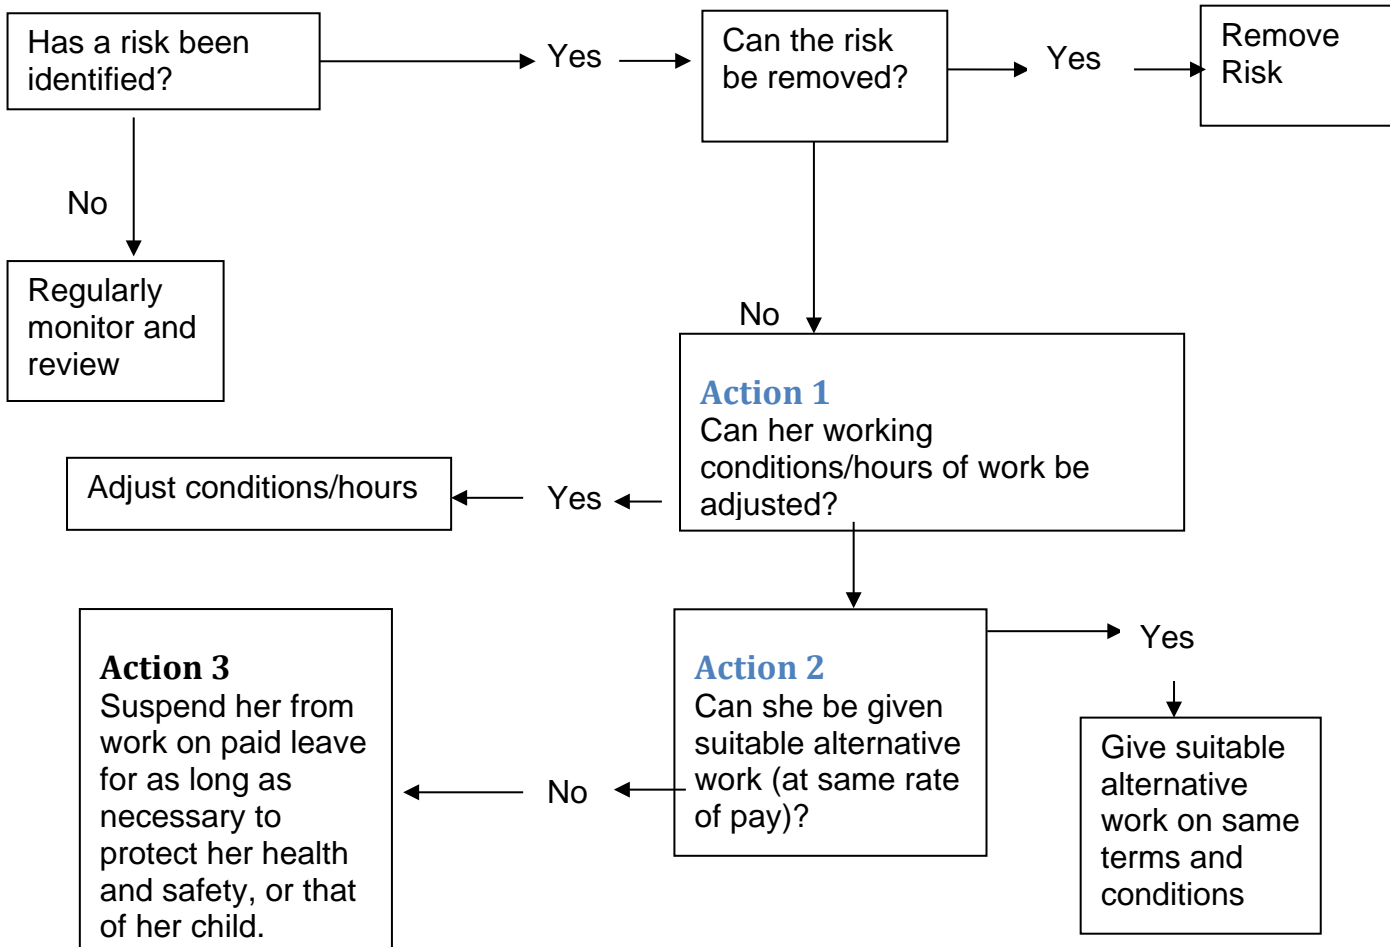 Has a risk been
identified?
Yes
Can the risk
be removed?
Yes
Remove
Risk
No
Regularly
monitor and
review
No
Action 1
Can her working
conditions/hours of work be
adjusted?
Yes
Adjust conditions/hours
Action 2
Can she be given
suitable alternative
work (at same rate
of pay)?
Yes
Give suitable
alternative
work on same
terms and
conditions
No
Action 3
Suspend her from
work on paid leave
for as long as
necessary to
protect her health
and safety, or that
of her child.